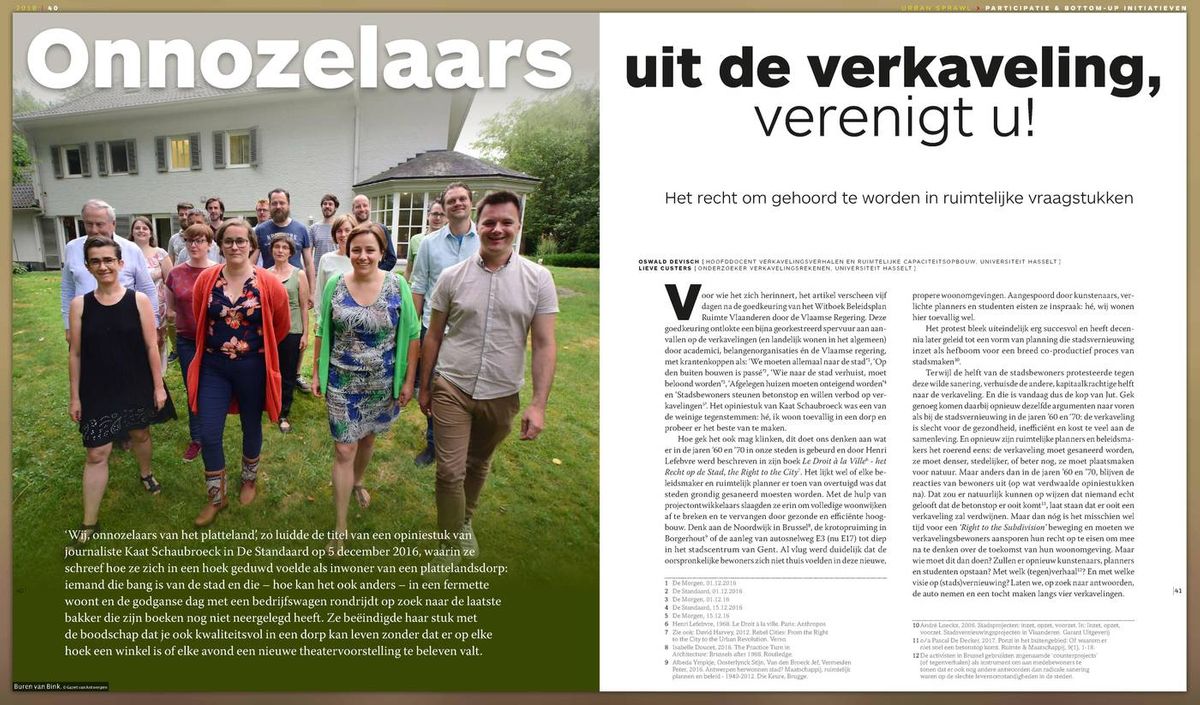 2018 | 40
URBAN SPRAWL > PARTICIPATIE & BOTTOM-UP INITIATIEVEN
Onnozelaars
uit de verkaveling,
verenigt u!
Het recht om gehoord te worden in ruimtelijke vraagstukken
OSWALD DEVISCH [ HOOFDDOCENT VERKAVELINGSVERHALEN EN RUIMTELIJKE CAPACITEITSOPBOUW, UNIVERSITEIT HASSELT ]
LIEVE CUSTERS [ ONDERZOEKER VERKAVELINGSREKENEN, UNIVERSITEIT HASSELT ]
'Wij, onnozelaars van het platteland', zo luidde de titel van een opiniestuk van
journaliste Kaat Schaubroeck in De Standaard op 5 december 2016, waarin ze
schreef hoe ze zich in een hoek geduwd voelde als inwoner van een plattelandsdorp:
iemand die bang is van de stad en die – hoe kan het ook anders – in een fermette
woont en de godganse dag met een bedrijfswagen rondrijdt op zoek naar de laatste
bakker die zijn boeken nog niet neergelegd heeft. Ze beëindigde haar stuk met
de boodschap dat je ook kwaliteitsvol in een dorp kan leven zonder dat er op elke
hoek een winkel is of elke avond een nieuwe theatervoorstelling te beleven valt.
Buren van Bink. © Gazet van Antwerpen
Voor wie het zich herinnert, het artikel verscheen vijf
dagen na de goedkeuring van het Witboek Beleidsplan
Ruimte Vlaanderen door de Vlaamse Regering. Deze
goedkeuring ontlokte een bijna georkestreerd spervuur aan aan-
vallen op de verkavelingen (en landelijk wonen in het algemeen)
door academici, belangenorganisaties én de Vlaamse regering,
met krantenkoppen als: 'We moeten allemaal naar de stad'¹, 'Op
den buiten bouwen is passé'², 'Wie naar de stad verhuist, moet
beloond worden'³, 'Afgelegen huizen moeten onteigend worden'⁴
en 'Stadsbewoners steunen betonstop en willen verbod op ver-
kavelingen'⁵. Het opiniestuk van Kaat Schaubroeck was een van
de weinige tegenstemmen: hé, ik woon toevallig in een dorp en
probeer er het beste van te maken.
Hoe gek het ook mag klinken, dit doet ons denken aan wat
er in de jaren '60 en '70 in onze steden is gebeurd en door Henri
Lefebvre werd beschreven in zijn boek Le Droit à la Ville⁶ - het
Recht op de Stad, the Right to the City⁷. Het lijkt wel of elke be-
leidsmaker en ruimtelijk planner er toen van overtuigd was dat
steden grondig gesaneerd moesten worden. Met de hulp van
projectontwikkelaars slaagden ze erin om volledige woonwijken
af te breken en te vervangen door gezonde en efficiënte hoog-
bouw. Denk aan de Noordwijk in Brussel⁸, de krotopruiming in
Borgerhout⁹ of de aanleg van autosnelweg E3 (nu E17) tot diep
in het stadscentrum van Gent. Al vlug werd duidelijk dat de
oorspronkelijke bewoners zich niet thuis voelden in deze nieuwe,
1 De Morgen, 01.12.2016
2 De Standaard, 01.12.2016
3 De Morgen, 01.12.2016
4 De Standaard, 15.12.2016
5 De Morgen, 15.12.16
6 Henri Lefebvre, 1968. Le Droit à la ville. Paris: Anthropos
7 Zie ook: David Harvey, 2012. Rebel Cities: From the Right
to the City to the Urban Revolution. Verso.
8 Isabelle Doucet, 2016. The Practice Turn in
Architecture: Brussels after 1968. Routledge.
9 Albeda Ympkje, Oosterlynck Stijn, Van den Broeck Jef, Vermeiden
Peter, 2016. Antwerpen herwonnen stad? Maatschappij, ruimtelijk
plannen en beleid - 1940-2012. Die Keure, Brugge.
propere woonomgevingen. Aangespoord door kunstenaars, ver-
lichte planners en studenten eisten ze inspraak: hé, wij wonen
hier toevallig wel.
Het protest bleek uiteindelijk erg succesvol en heeft decen-
nia later geleid tot een vorm van planning die stadsvernieuwing
inzet als hefboom voor een breed co-productief proces van
stadsmaken¹⁰.
Terwijl de helft van de stadsbewoners protesteerde tegen
deze wilde sanering, verhuisde de andere, kapitaalkrachtige helft
naar de verkaveling. En die is vandaag dus de kop van Jut. Gek
genoeg komen daarbij opnieuw dezelfde argumenten naar voren
als bij de stadsvernieuwing in de jaren '60 en '70: de verkaveling
is slecht voor de gezondheid, inefficiënt en kost te veel aan de
samenleving. En opnieuw zijn ruimtelijke planners en beleidsma-
kers het roerend eens: de verkaveling moet gesaneerd worden,
ze moet denser, stedelijker, of beter nog, ze moet plaatsmaken
voor natuur. Maar anders dan in de jaren '60 en '70, blijven de
reacties van bewoners uit (op wat verdwaalde opiniestukken
na). Dat zou er natuurlijk kunnen op wijzen dat niemand echt
gelooft dat de betonstop er ooit komt¹¹, laat staan dat er ooit een
verkaveling zal verdwijnen. Maar dan nóg is het misschien wel
tijd voor een 'Right to the Subdivision' beweging en moeten we
verkavelingsbewoners aansporen hun recht op te eisen om mee
na te denken over de toekomst van hun woonomgeving. Maar
wie moet dit dan doen? Zullen er opnieuw kunstenaars, planners
en studenten opstaan? Met welk (tegen)verhaal¹²? En met welke
visie op (stads)vernieuwing? Laten we, op zoek naar antwoorden,
de auto nemen en een tocht maken langs vier verkavelingen.
10 André Loeckx, 2006. Stadsprojecten: inzet, opzet, voorzet. In: Inzet, opzet,
voorzet. Stadsvernieuwingsprojecten in Vlaanderen. Garant Uitgeverij
11 o/a Pascal De Decker, 2017. Ponzi in het buitengebied: Of waarom er
niet snel een betonstop komt. Ruimte & Maatschappij, 9(1), 1-18.
12 De activisten in Brussel gebruikten zogenaamde 'counterprojects'
(of tegenverhalen) als instrument om aan medebewoners te
tonen dat er ook nog andere antwoorden dan radicale sanering
waren op de slechte levensomstandigheden in de steden.
41